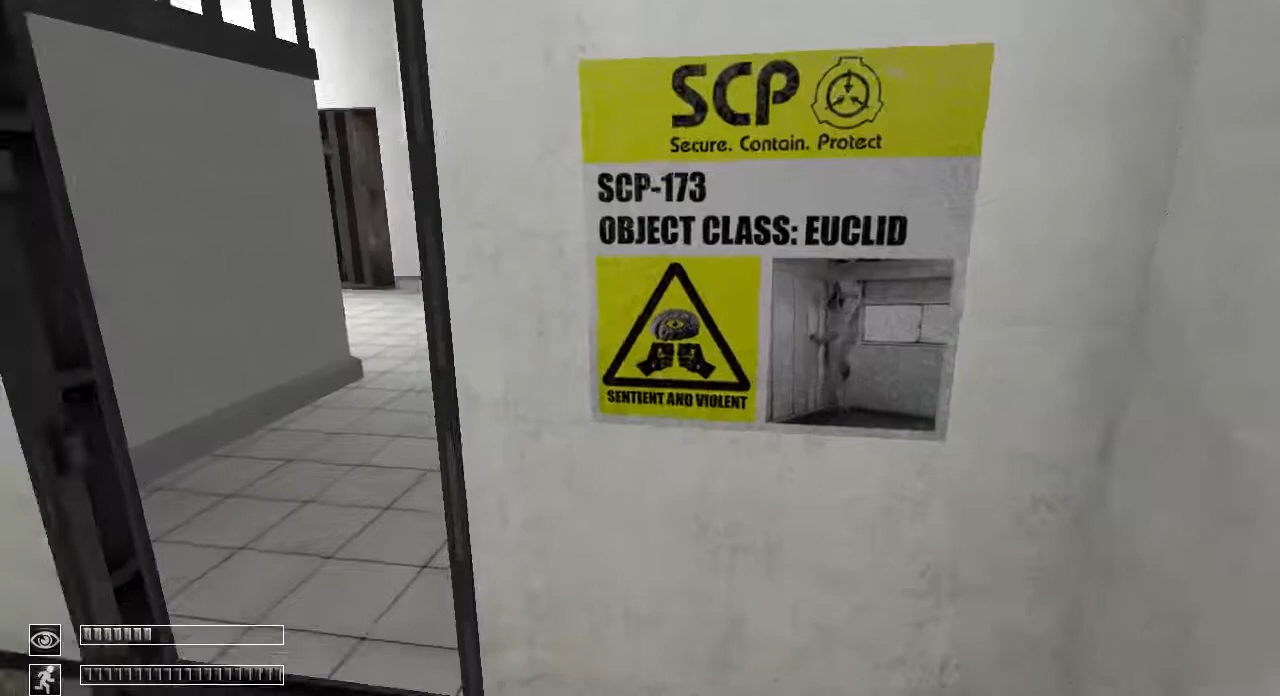 SCP
Secure. Contain. Protect
SCP-173
OBJECT CLASS: EUCLID
SENTIENT AND VIOLENT